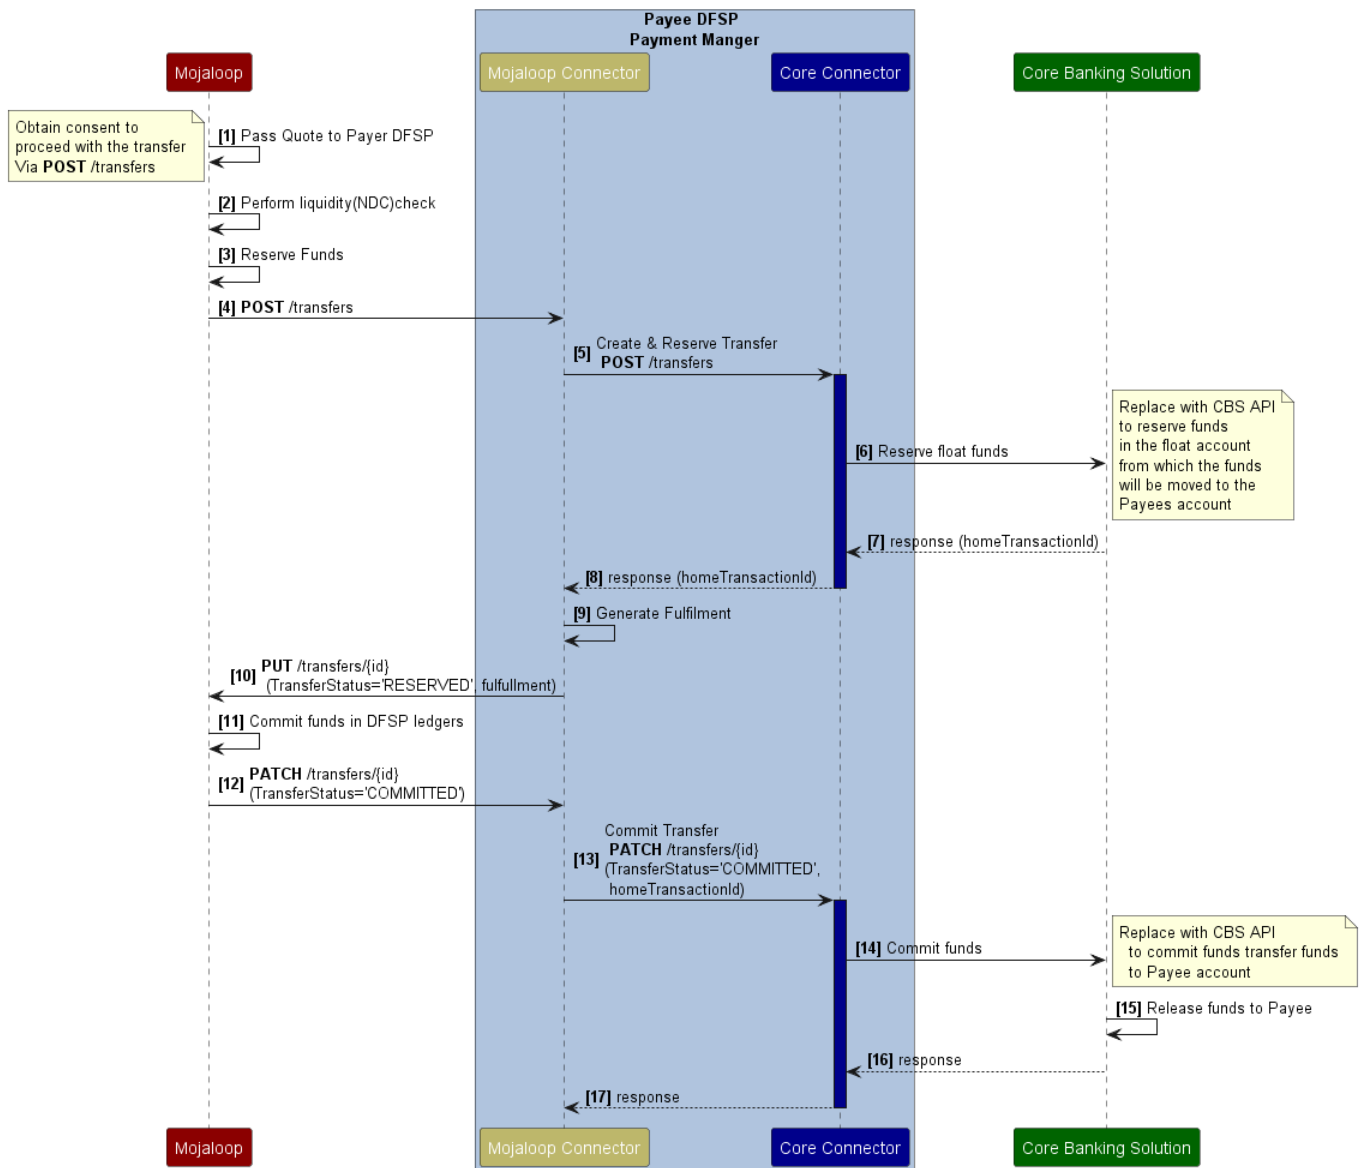 Payee DFSP
Payment Manger
Mojaloop
Mojaloop Connector
Core Connector
Core Banking Solution
Obtain consent to
proceed with the transfer
Via POST /transfers
[1] Pass Quote to Payer DFSP
[2] Perform liquidity(NDC)check
[3] Reserve Funds
[4] POST /transfers
[5] Create & Reserve Transfer
POST /transfers
Replace with CBS API
to reserve funds
in the float account
from which the funds
will be moved to the
Payees account
[6] Reserve float funds
[7] response (homeTransactionId)
[8] response (homeTransactionId)
[9] Generate Fulfilment
[10] PUT /transfers/{id}
(TransferStatus='RESERVED', fulfullment)
[11] Commit funds in DFSP ledgers
[12] PATCH /transfers/{id}
(TransferStatus='COMMITTED')
[13] Commit Transfer
PATCH /transfers/{id}
(TransferStatus='COMMITTED',
homeTransactionId)
Replace with CBS API
to commit funds transfer funds
to Payee account
[14] Commit funds
[15] Release funds to Payee
[16] response
[17] response
Mojaloop
Mojaloop Connector
Core Connector
Core Banking Solution